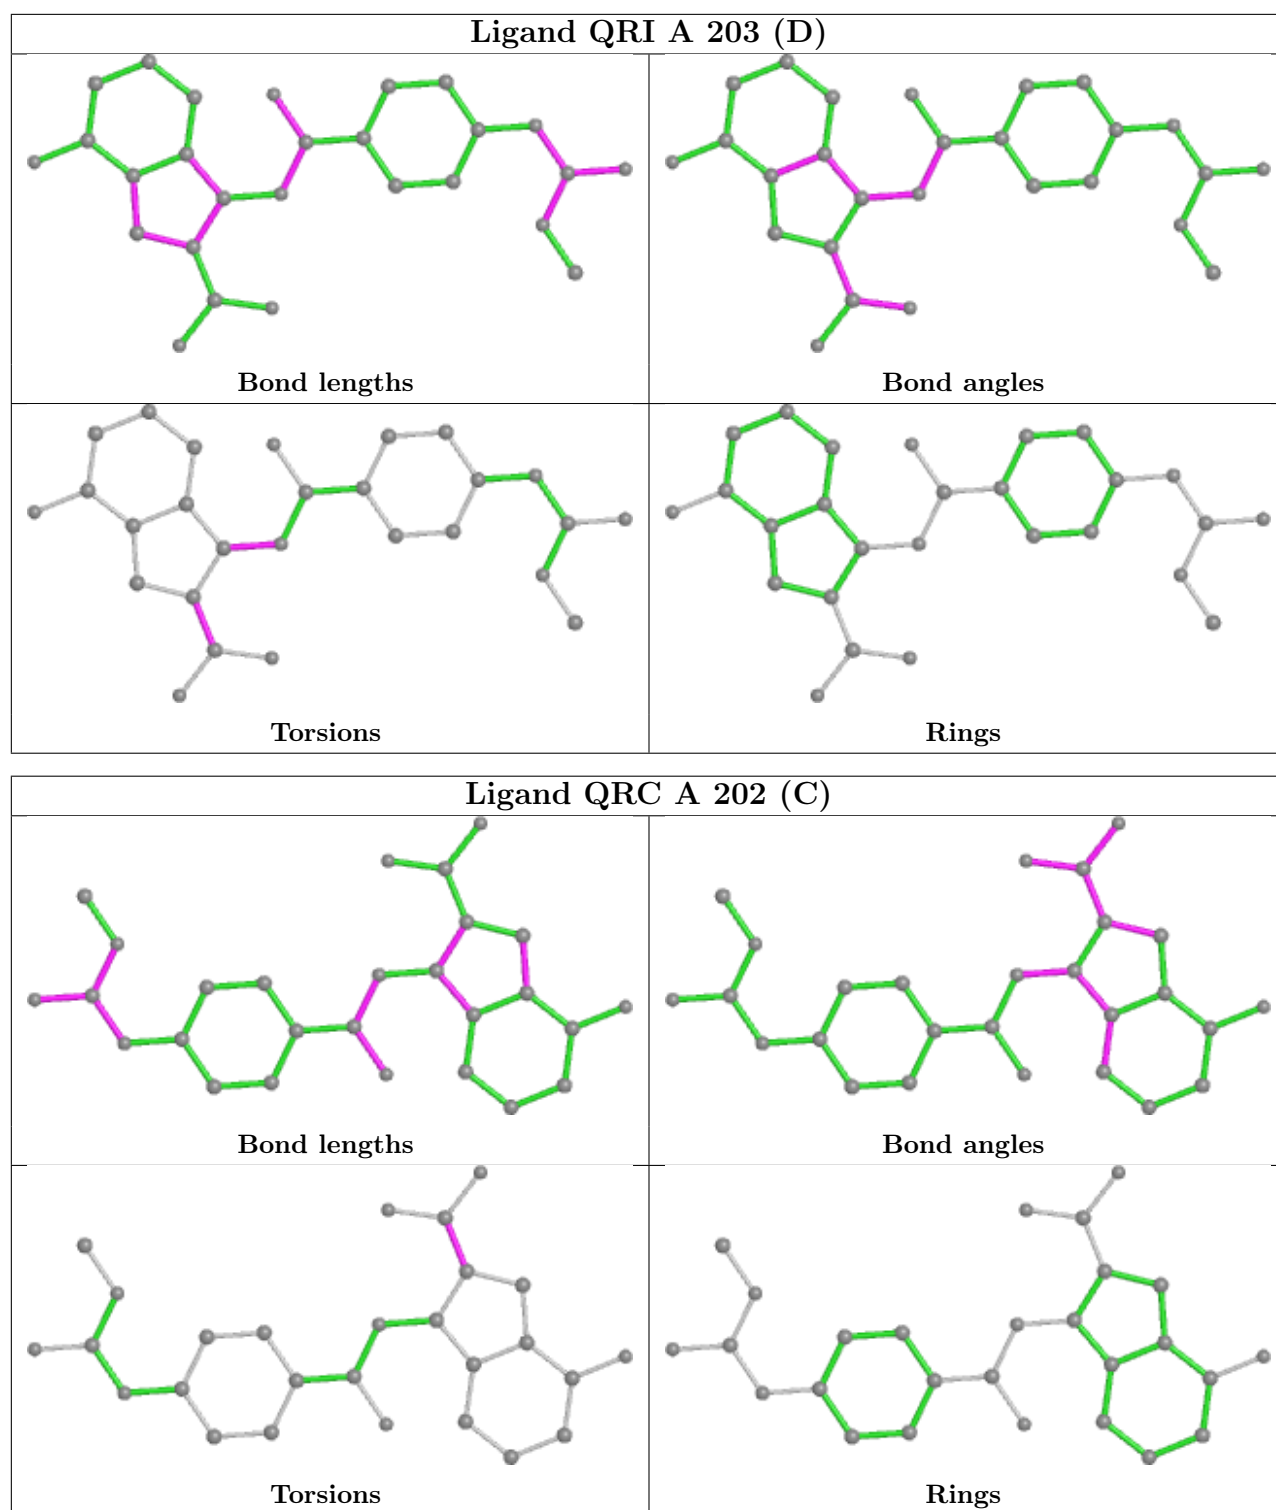 Ligand QRI A 203 (D)
Bond lengths
Bond angles
Torsions
Rings
Ligand QRC A 202 (C)
Bond lengths
Bond angles
Torsions
Rings